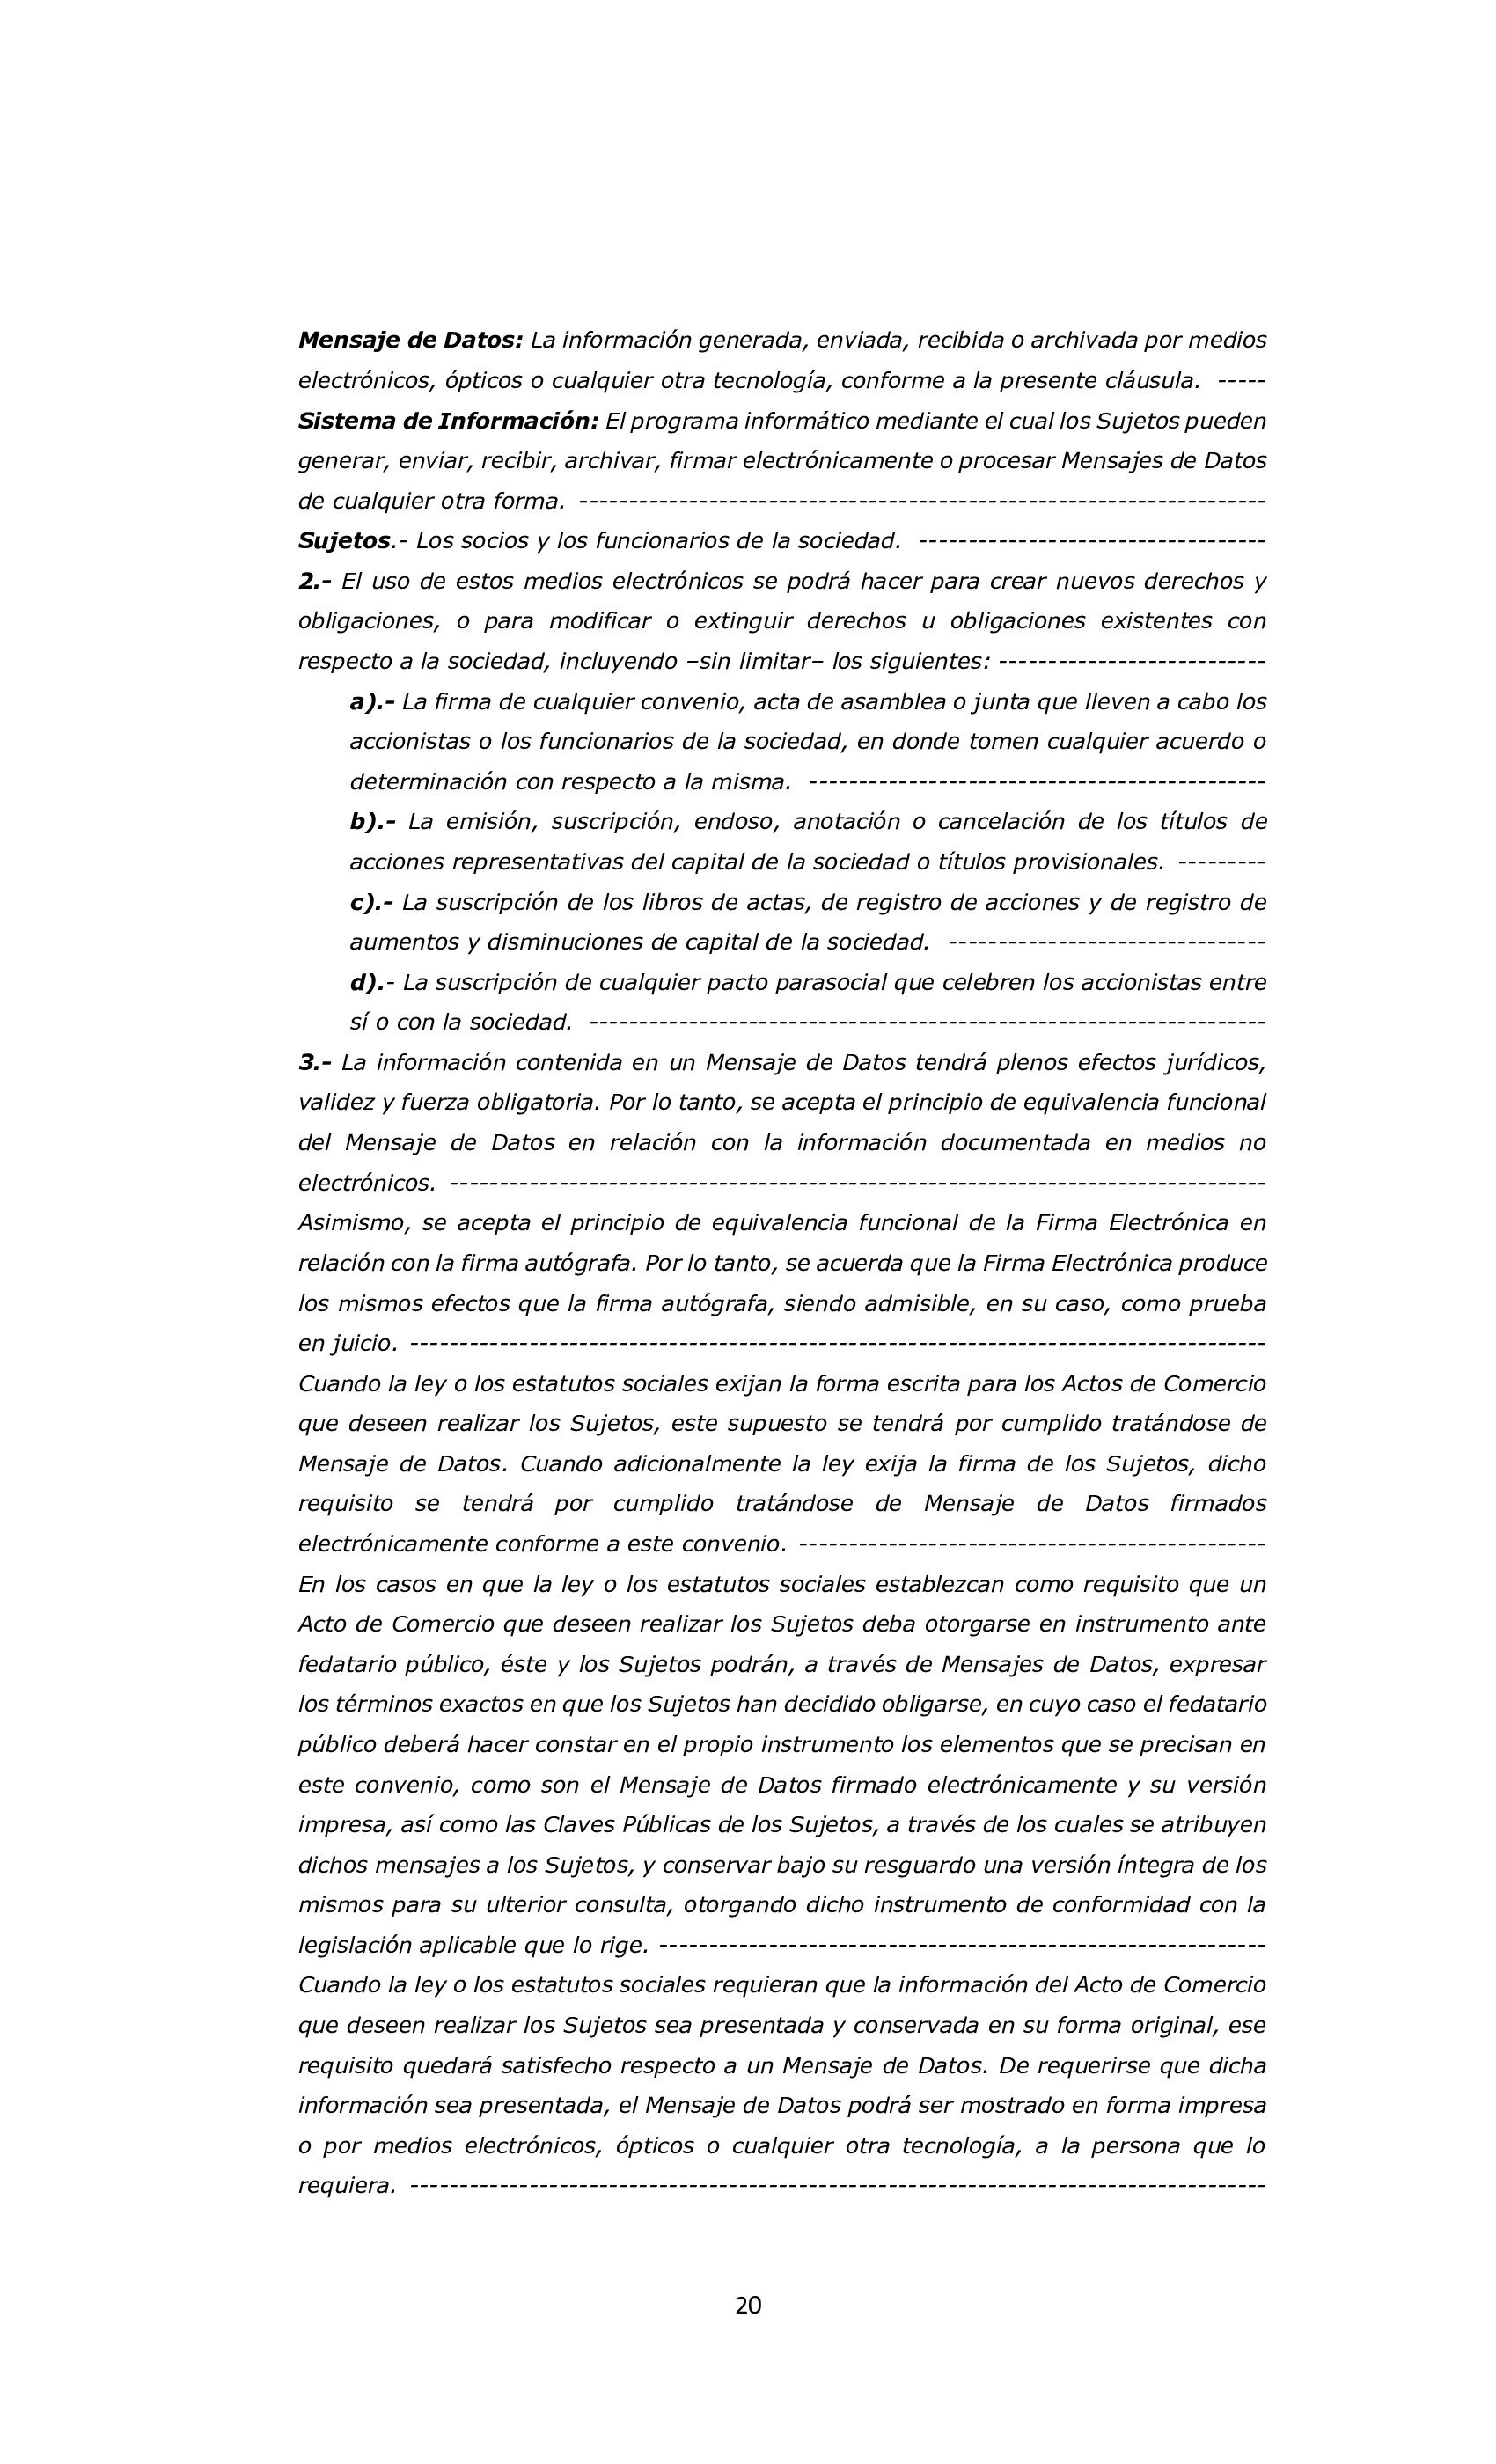 Mensaje de Datos: La información generada, enviada, recibida o archivada por medios
electrónicos, ópticos o cualquier otra tecnología, conforme a la presente cláusula. -----
Sistema de Información: El programa informático mediante el cual los Sujetos pueden
generar, enviar, recibir, archivar, firmar electrónicamente o procesar Mensajes de Datos
de cualquier otra forma. ---------------------------------------------------------------------
Sujetos.- Los socios y los funcionarios de la sociedad. -----------------------------------
2.- El uso de estos medios electrónicos se podrá hacer para crear nuevos derechos y
obligaciones, o para modificar o extinguir derechos u obligaciones existentes con
respecto a la sociedad, incluyendo –sin limitar– los siguientes: ---------------------------
a).- La firma de cualquier convenio, acta de asamblea o junta que lleven a cabo los
accionistas o los funcionarios de la sociedad, en donde tomen cualquier acuerdo o
determinación con respecto a la misma. ----------------------------------------------
b).- La emisión, suscripción, endoso, anotación o cancelación de los títulos de
acciones representativas del capital de la sociedad o títulos provisionales. ---------
c).- La suscripción de los libros de actas, de registro de acciones y de registro de
aumentos y disminuciones de capital de la sociedad. --------------------------------
d).- La suscripción de cualquier pacto parasocial que celebren los accionistas entre
sí o con la sociedad. --------------------------------------------------------------------
3.- La información contenida en un Mensaje de Datos tendrá plenos efectos jurídicos,
validez y fuerza obligatoria. Por lo tanto, se acepta el principio de equivalencia funcional
del Mensaje de Datos en relación con la información documentada en medios no
electrónicos. ----------------------------------------------------------------------------------
Asimismo, se acepta el principio de equivalencia funcional de la Firma Electrónica en
relación con la firma autógrafa. Por lo tanto, se acuerda que la Firma Electrónica produce
los mismos efectos que la firma autógrafa, siendo admisible, en su caso, como prueba
en juicio. --------------------------------------------------------------------------------------
Cuando la ley o los estatutos sociales exijan la forma escrita para los Actos de Comercio
que deseen realizar los Sujetos, este supuesto se tendrá por cumplido tratándose de
Mensaje de Datos. Cuando adicionalmente la ley exija la firma de los Sujetos, dicho
requisito se tendrá por cumplido tratándose de Mensaje de Datos firmados
electrónicamente conforme a este convenio. -----------------------------------------------
En los casos en que la ley o los estatutos sociales establezcan como requisito que un
Acto de Comercio que deseen realizar los Sujetos deba otorgarse en instrumento ante
fedatario público, éste y los Sujetos podrán, a través de Mensajes de Datos, expresar
los términos exactos en que los Sujetos han decidido obligarse, en cuyo caso el fedatario
público deberá hacer constar en el propio instrumento los elementos que se precisan en
este convenio, como son el Mensaje de Datos firmado electrónicamente y su versión
impresa, así como las Claves Públicas de los Sujetos, a través de los cuales se atribuyen
dichos mensajes a los Sujetos, y conservar bajo su resguardo una versión íntegra de los
mismos para su ulterior consulta, otorgando dicho instrumento de conformidad con la
legislación aplicable que lo rige. -------------------------------------------------------------
Cuando la ley o los estatutos sociales requieran que la información del Acto de Comercio
que deseen realizar los Sujetos sea presentada y conservada en su forma original, ese
requisito quedará satisfecho respecto a un Mensaje de Datos. De requerirse que dicha
información sea presentada, el Mensaje de Datos podrá ser mostrado en forma impresa
o por medios electrónicos, ópticos o cualquier otra tecnología, a la persona que lo
requiera. --------------------------------------------------------------------------------------
20